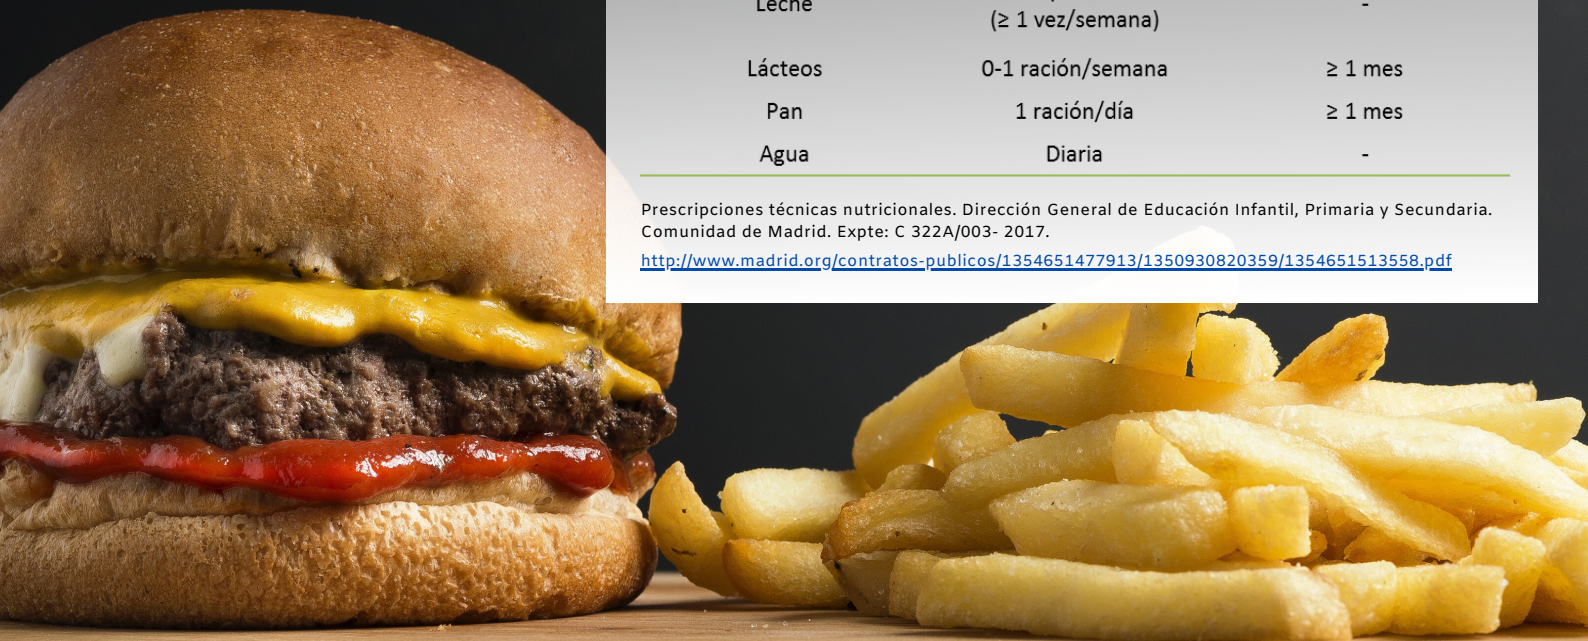 Leche -
(≥ 1 vez/semana)
Lácteos 0-1 ración/semana ≥ 1 mes
Pan 1 ración/día ≥ 1 mes
Agua Diaria -
Prescripciones técnicas nutricionales. Dirección General de Educación Infantil, Primaria y Secundaria.
Comunidad de Madrid. Expte: C 322A/003- 2017.
http://www.madrid.org/contratos-publicos/1354651477913/1350930820359/1354651513558.pdf